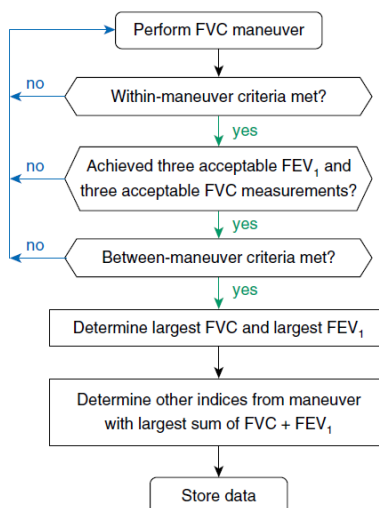 Perform FVC maneuver
no
Within-maneuver criteria met?
yes
no
Achieved three acceptable FEV₁ and
three acceptable FVC measurements?
yes
no
Between-maneuver criteria met?
yes
Determine largest FVC and largest FEV₁
Determine other indices from maneuver
with largest sum of FVC + FEV₁
Store data